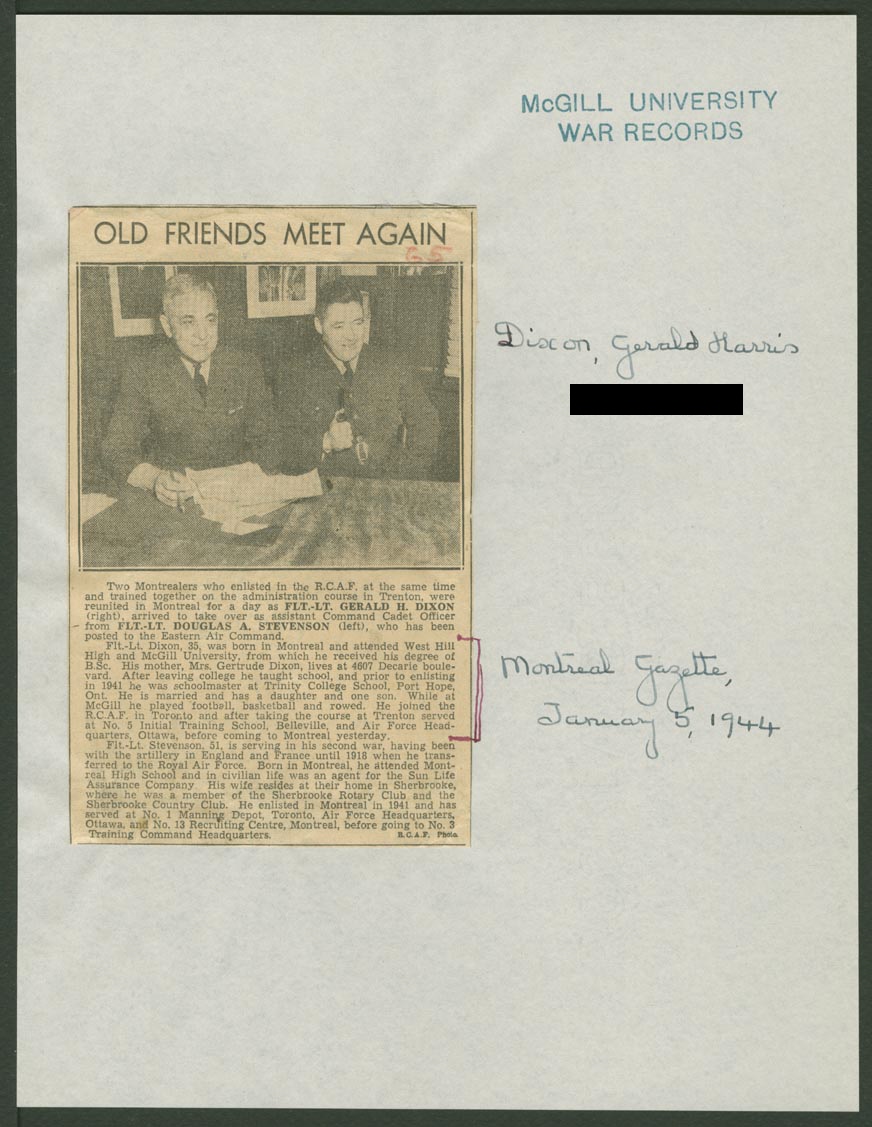 McGILL UNIVERSITY
WAR RECORDS
OLD FRIENDS MEET AGAIN
G5
Dixon, Gerald Harris
Two Montrealers who enlisted in the R.C.A.F. at the same time
and trained together on the administration course in Trenton, were
reunited in Montreal for a day as FLT.-LT. GERALD H. DIXON
(right), arrived to take over as assistant Command Cadet Officer
from FLT.-LT. DOUGLAS A. STEVENSON (left), who has been
posted to the Eastern Air Command.
Flt.-Lt. Dixon, 35, was born in Montreal and attended West Hill
High and McGill University, from which he received his degree of
B.Sc. His mother, Mrs. Gertrude Dixon, lives at 4607 Decarie boule-
vard. After leaving college he taught school, and prior to enlisting
in 1941 he was schoolmaster at Trinity College School, Port Hope,
Ont. He is married and has a daughter and one son. While at
McGill he played football, basketball and rowed. He joined the
R.C.A.F. in Toronto and after taking the course at Trenton served
at No. 5 Initial Training School, Belleville, and Air Force Head-
quarters, Ottawa, before coming to Montreal yesterday.
Flt.-Lt. Stevenson, 51, is serving in his second war, having been
with the artillery in England and France until 1918 when he trans-
ferred to the Royal Air Force. Born in Montreal, he attended Mont-
real High School and in civilian life was an agent for the Sun Life
Assurance Company. His wife resides at their home in Sherbrooke,
where he was a member of the Sherbrooke Rotary Club and the
Sherbrooke Country Club. He enlisted in Montreal in 1941 and has
served at No. 1 Manning Depot, Toronto, Air Force Headquarters,
Ottawa, and No. 13 Recruiting Centre, Montreal, before going to No. 3
Training Command Headquarters.
R.C.A.F. Photo.
Montreal Gazette,
January 5, 1944